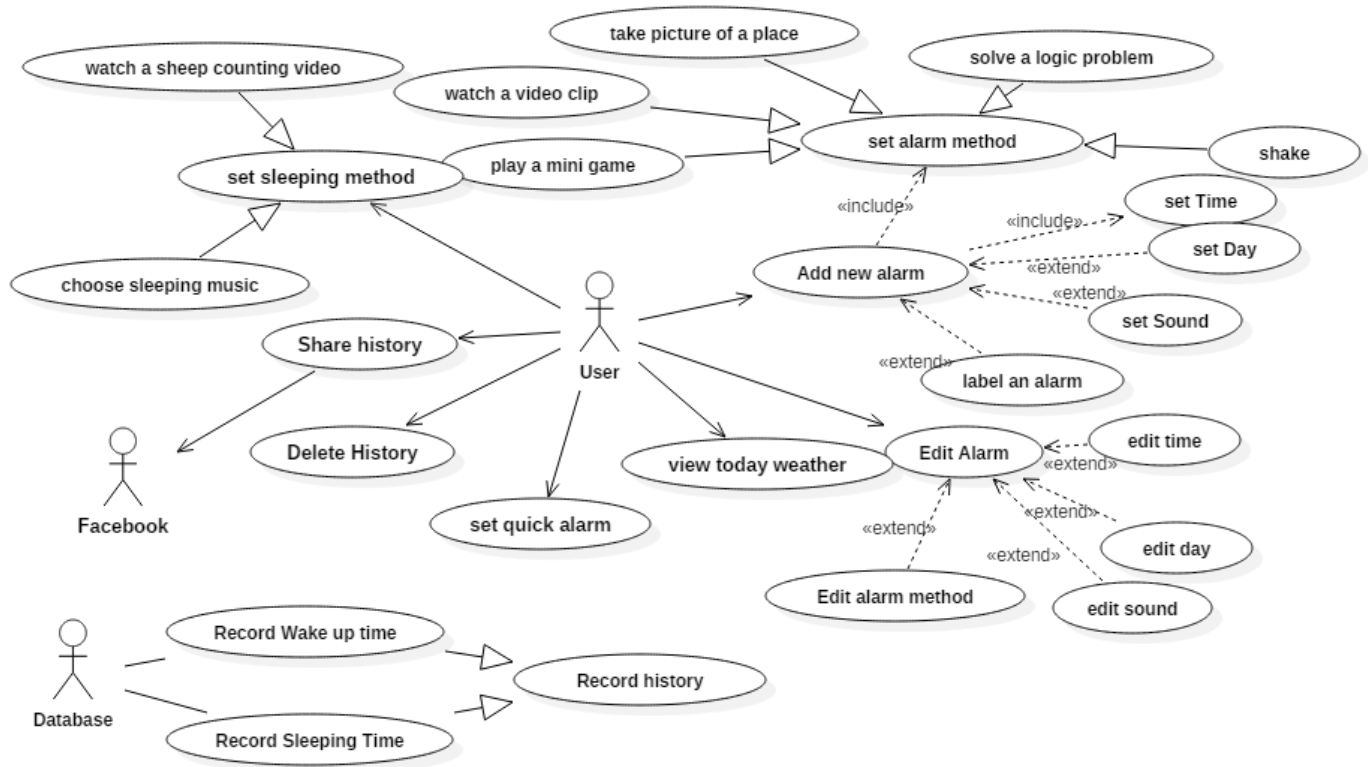 take picture of a place
solve a logic problem
watch a sheep counting video
watch a video clip
set alarm method
shake
play a mini game
set sleeping method
«include»
set Time
«include»
set Day
«extend»
Add new alarm
choose sleeping music
«extend»
set Sound
Share history
User
«extend»
label an alarm
edit time
Delete History
Edit Alarm
view today weather
«extend»
«extend»
Facebook
set quick alarm
«extend»
«extend»
edit day
Edit alarm method
edit sound
Record Wake up time
Record history
Database
Record Sleeping Time